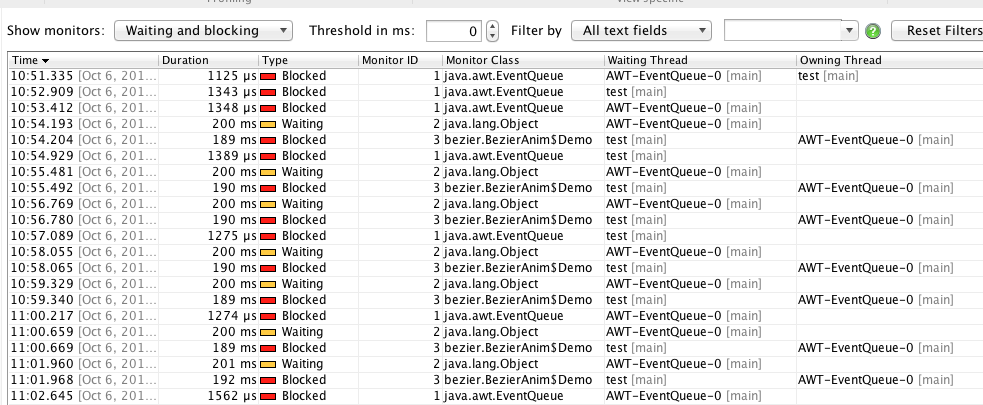 Profiling View specific
Show monitors: Waiting and blocking Threshold in ms: 0 Filter by All text fields ? Reset Filters
Time Duration Type Monitor ID Monitor Class Waiting Thread Owning Thread
10:51.335 [Oct 6, 201... 1125 µs Blocked 1 java.awt.EventQueue AWT-EventQueue-0 [main] test [main]
10:52.909 [Oct 6, 201... 1343 µs Blocked 1 java.awt.EventQueue test [main]
10:53.412 [Oct 6, 201... 1348 µs Blocked 1 java.awt.EventQueue AWT-EventQueue-0 [main]
10:54.193 [Oct 6, 201... 200 ms Waiting 2 java.lang.Object AWT-EventQueue-0 [main]
10:54.204 [Oct 6, 201... 189 ms Blocked 3 bezier.BezierAnim$Demo test [main] AWT-EventQueue-0 [main]
10:54.929 [Oct 6, 201... 1389 µs Blocked 1 java.awt.EventQueue test [main]
10:55.481 [Oct 6, 201... 200 ms Waiting 2 java.lang.Object AWT-EventQueue-0 [main]
10:55.492 [Oct 6, 201... 190 ms Blocked 3 bezier.BezierAnim$Demo test [main] AWT-EventQueue-0 [main]
10:56.769 [Oct 6, 201... 200 ms Waiting 2 java.lang.Object AWT-EventQueue-0 [main]
10:56.780 [Oct 6, 201... 190 ms Blocked 3 bezier.BezierAnim$Demo test [main] AWT-EventQueue-0 [main]
10:57.089 [Oct 6, 201... 1275 µs Blocked 1 java.awt.EventQueue test [main]
10:58.055 [Oct 6, 201... 200 ms Waiting 2 java.lang.Object AWT-EventQueue-0 [main]
10:58.065 [Oct 6, 201... 190 ms Blocked 3 bezier.BezierAnim$Demo test [main] AWT-EventQueue-0 [main]
10:59.329 [Oct 6, 201... 200 ms Waiting 2 java.lang.Object AWT-EventQueue-0 [main]
10:59.340 [Oct 6, 201... 189 ms Blocked 3 bezier.BezierAnim$Demo test [main] AWT-EventQueue-0 [main]
11:00.217 [Oct 6, 201... 1274 µs Blocked 1 java.awt.EventQueue AWT-EventQueue-0 [main]
11:00.659 [Oct 6, 201... 200 ms Waiting 2 java.lang.Object AWT-EventQueue-0 [main]
11:00.669 [Oct 6, 201... 189 ms Blocked 3 bezier.BezierAnim$Demo test [main] AWT-EventQueue-0 [main]
11:01.960 [Oct 6, 201... 201 ms Waiting 2 java.lang.Object AWT-EventQueue-0 [main]
11:01.968 [Oct 6, 201... 192 ms Blocked 3 bezier.BezierAnim$Demo test [main] AWT-EventQueue-0 [main]
11:02.645 [Oct 6, 201... 1562 µs Blocked 1 java.awt.EventQueue AWT-EventQueue-0 [main]